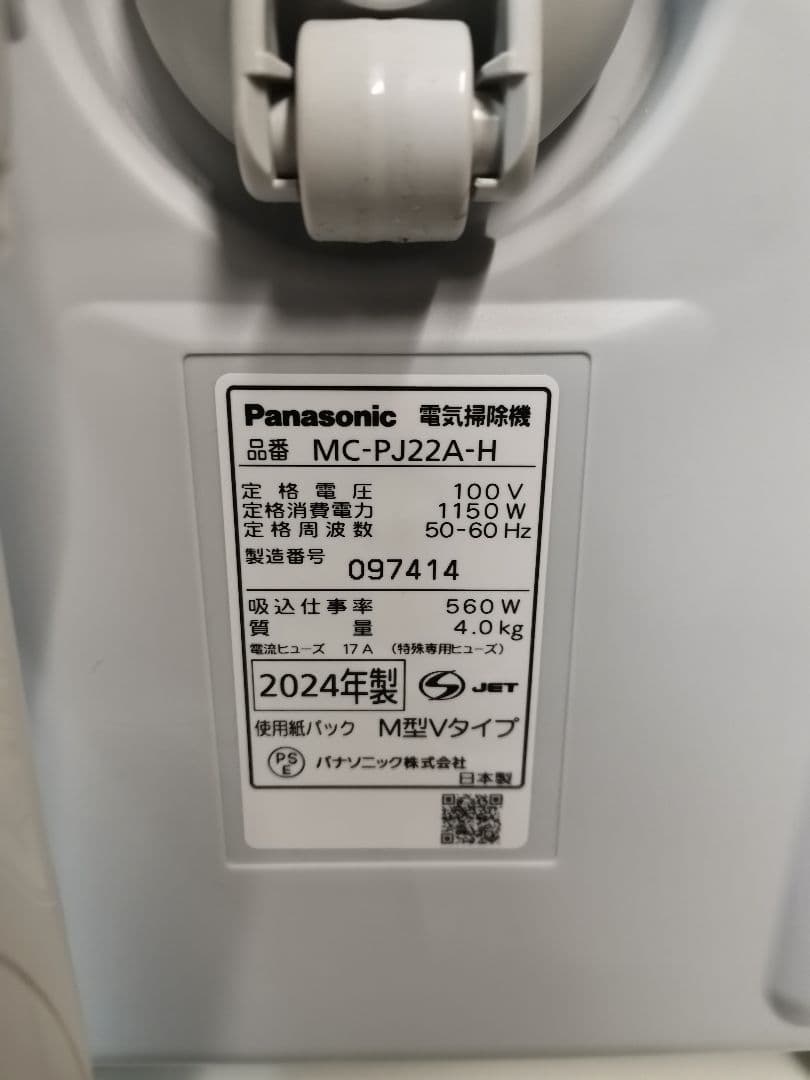 Panasonic 電気掃除機
品番 MC-PJ22A-H
定格電圧 100V
定格消費電力 1150W
定格周波数 50-60Hz
製造番号 097414
吸込仕事率 560W
質量 4.0kg
電流ヒューズ 17A (特殊専用ヒューズ)
2024年製 S JET
使用紙パック M型Vタイプ
PSE パナソニック株式会社
日本製